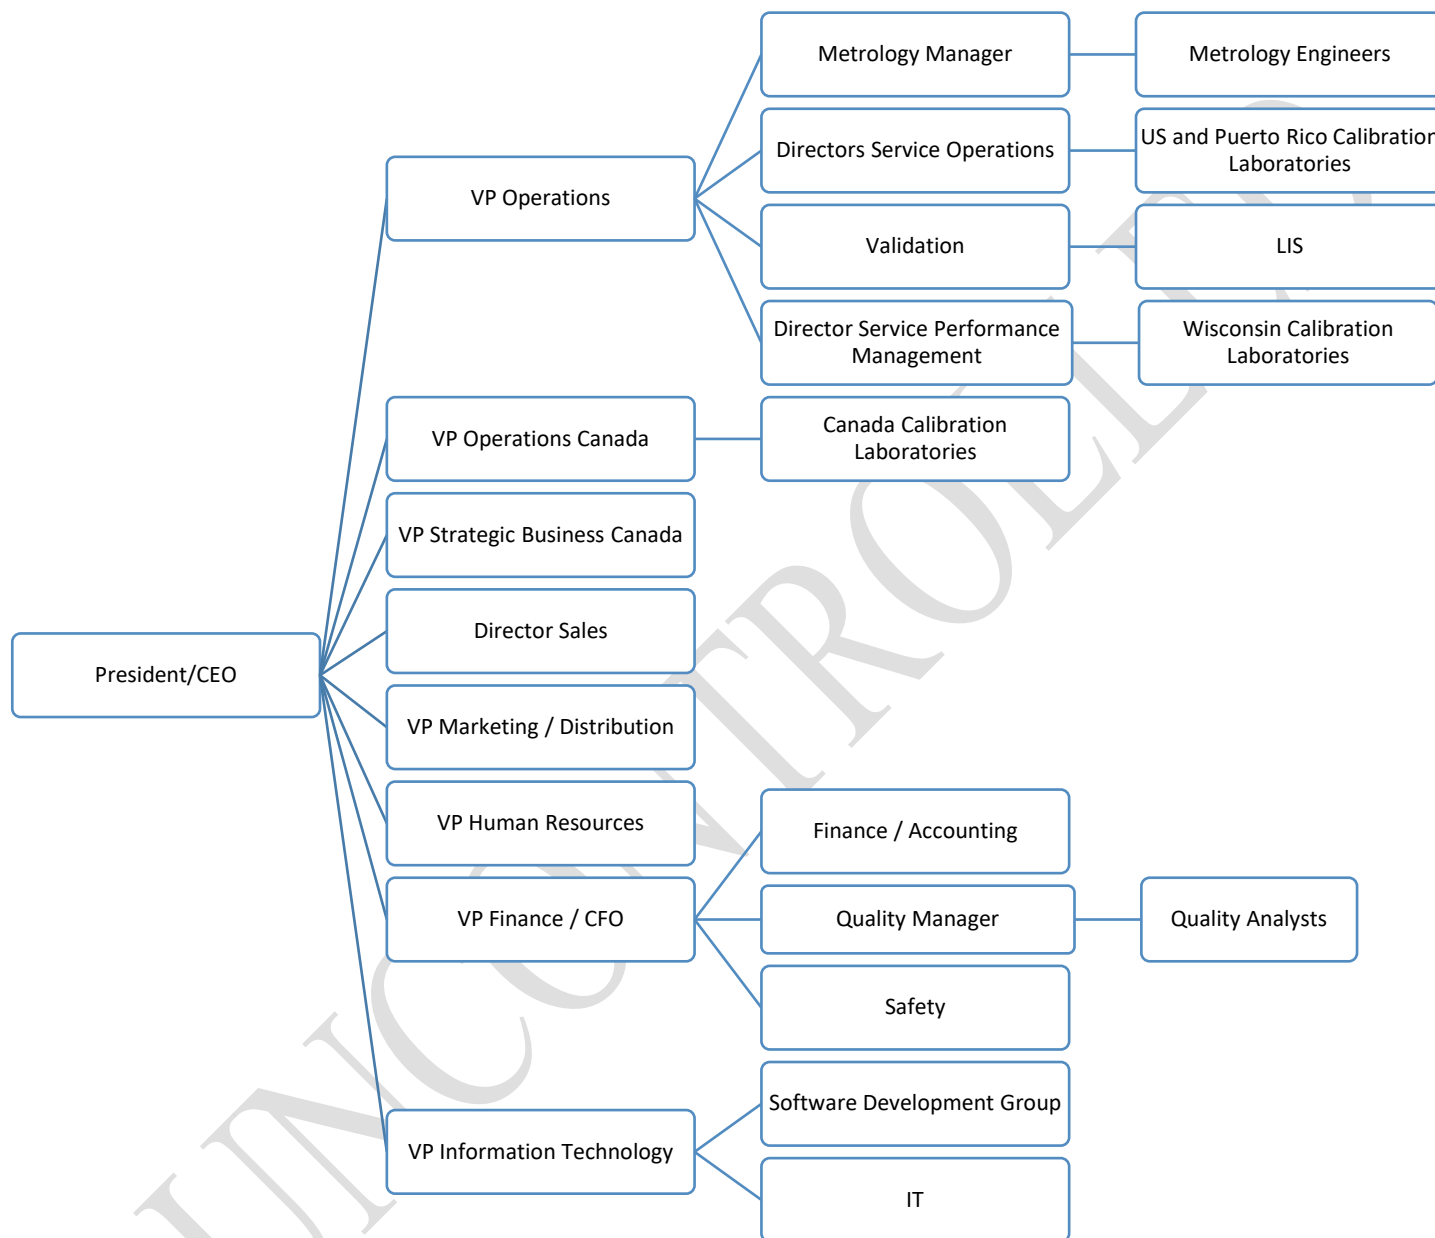 Metrology Manager
Metrology Engineers
Directors Service Operations
US and Puerto Rico Calibration
Laboratories
VP Operations
Validation
LIS
Director Service Performance
Management
Wisconsin Calibration
Laboratories
VP Operations Canada
Canada Calibration
Laboratories
VP Strategic Business Canada
Director Sales
President/CEO
VP Marketing / Distribution
VP Human Resources
Finance / Accounting
VP Finance / CFO
Quality Manager
Quality Analysts
Safety
Software Development Group
VP Information Technology
IT
UNCONTROLLED